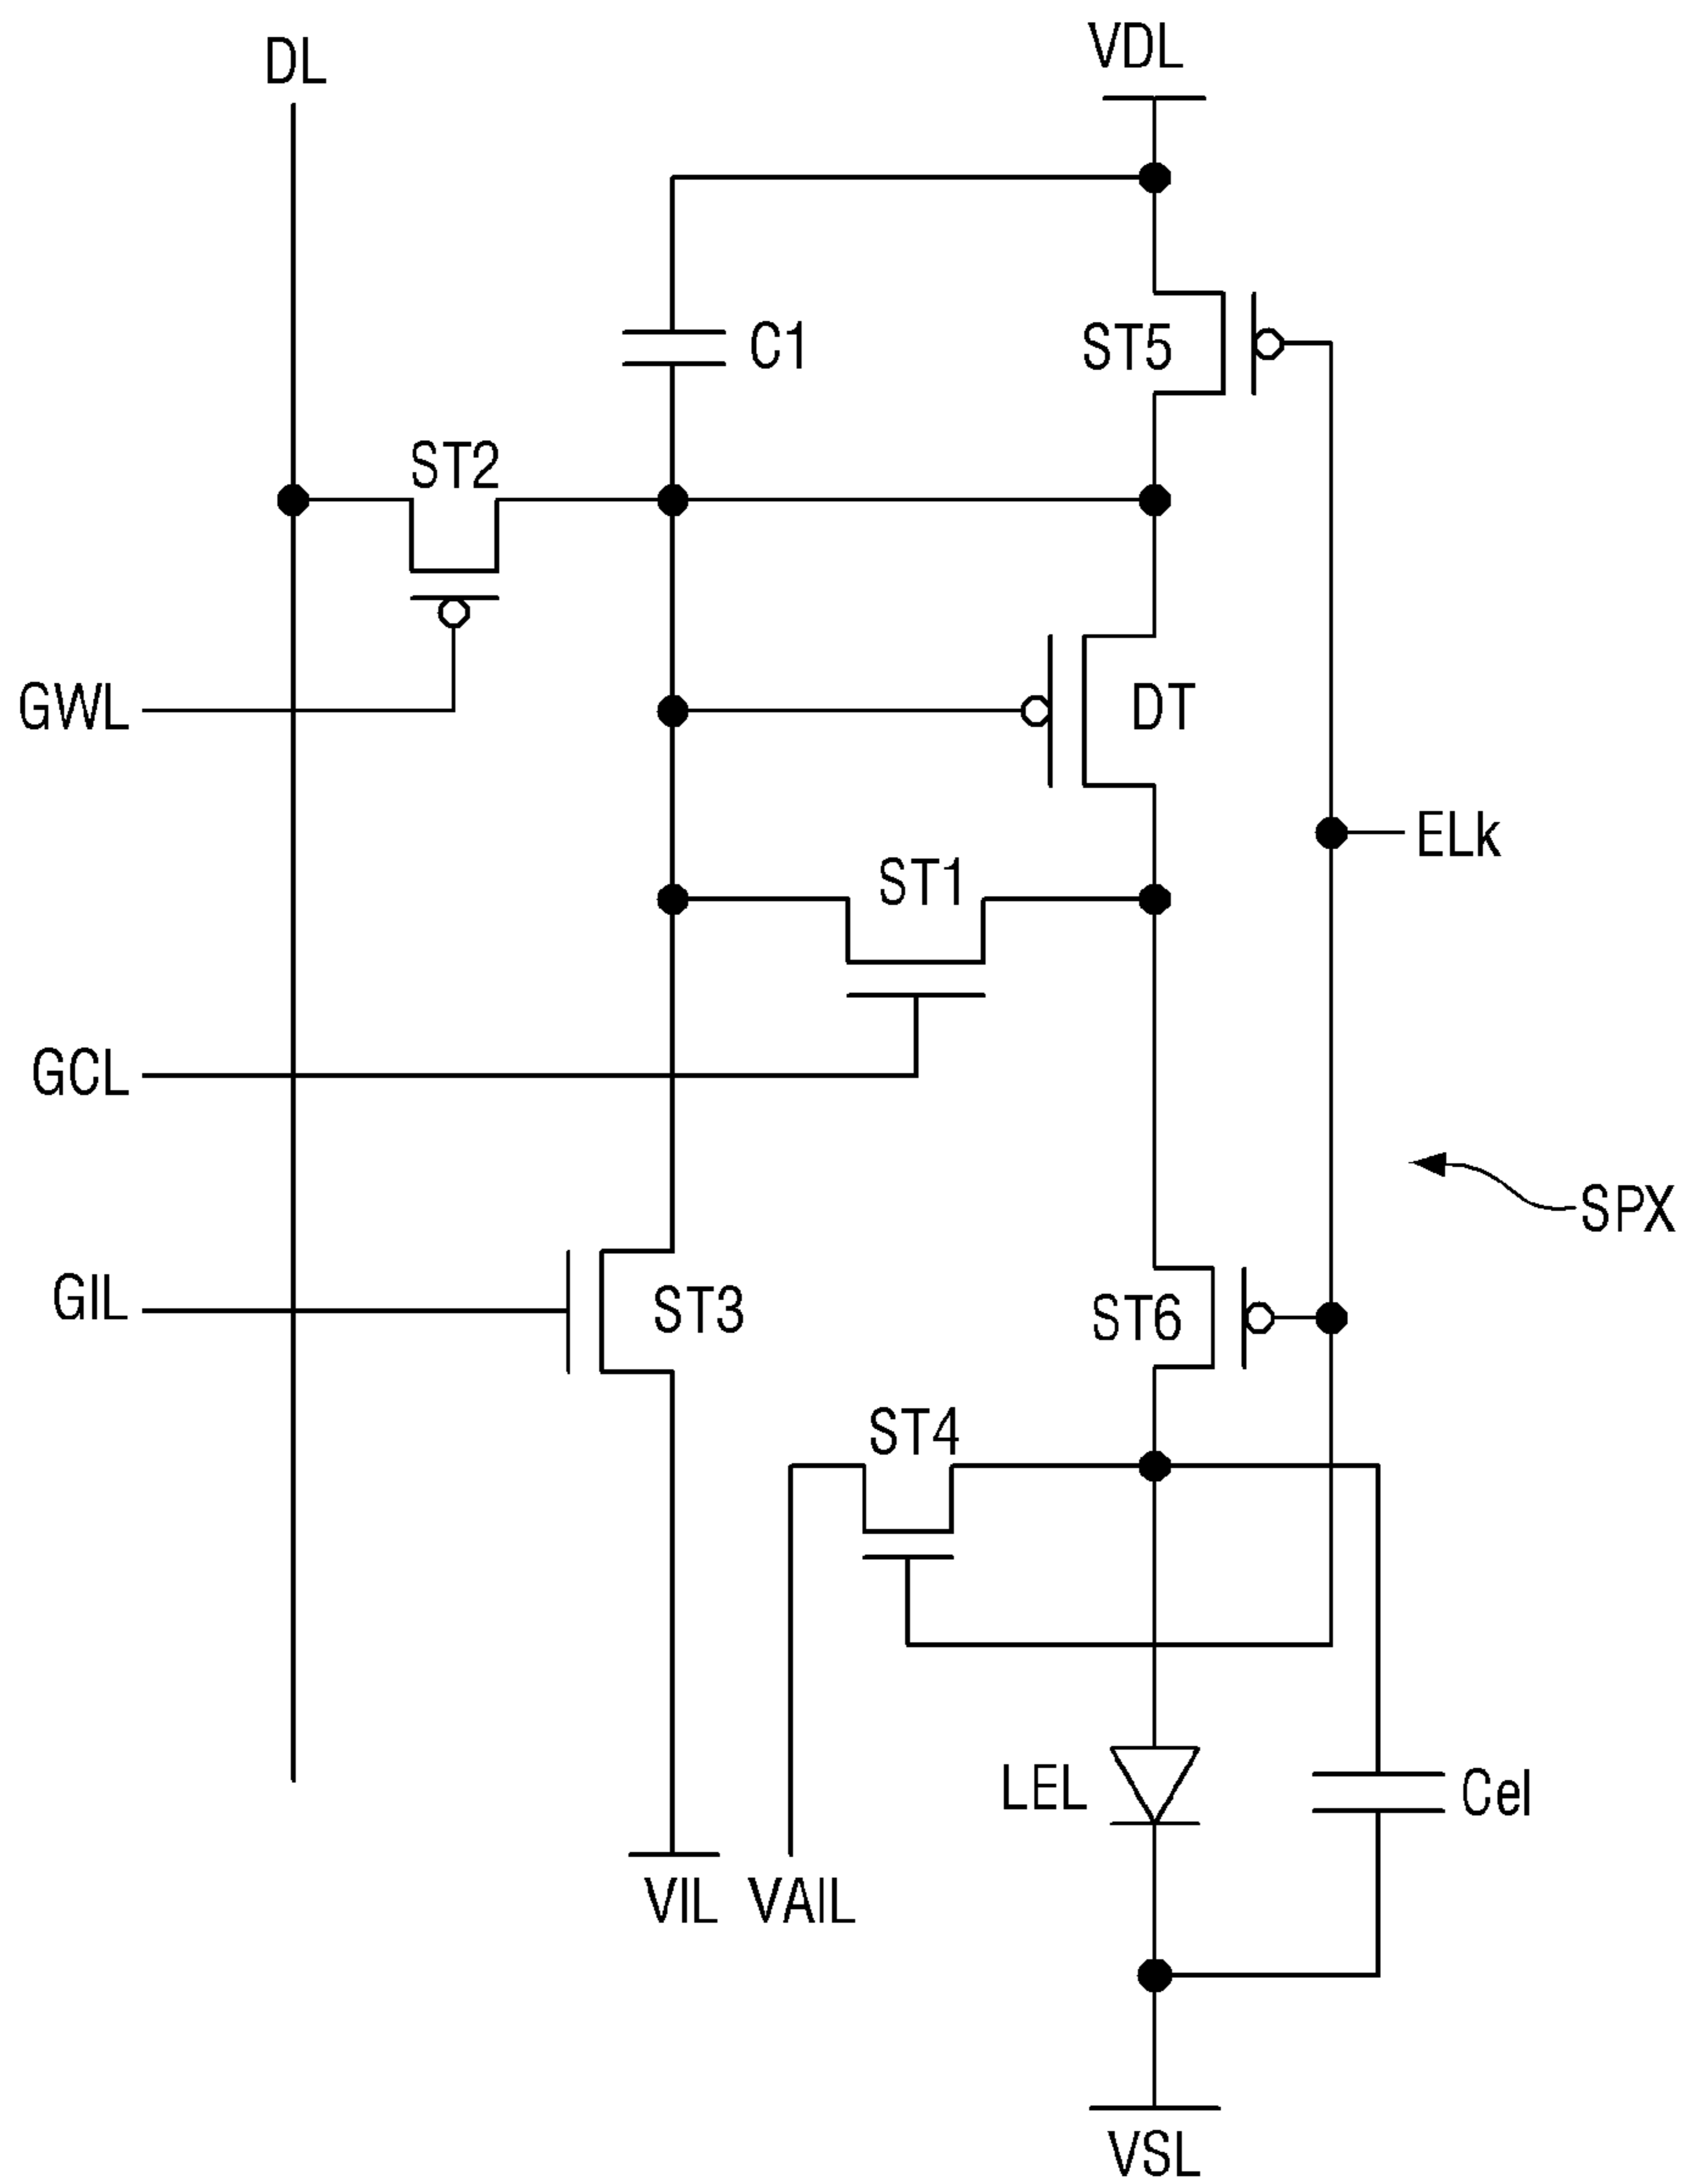 DL
VDL
C1
ST5
ST2
GWL
DT
ELk
ST1
GCL
SPX
GIL
ST3
ST6
ST4
LEL
Cel
VIL
VAIL
VSL